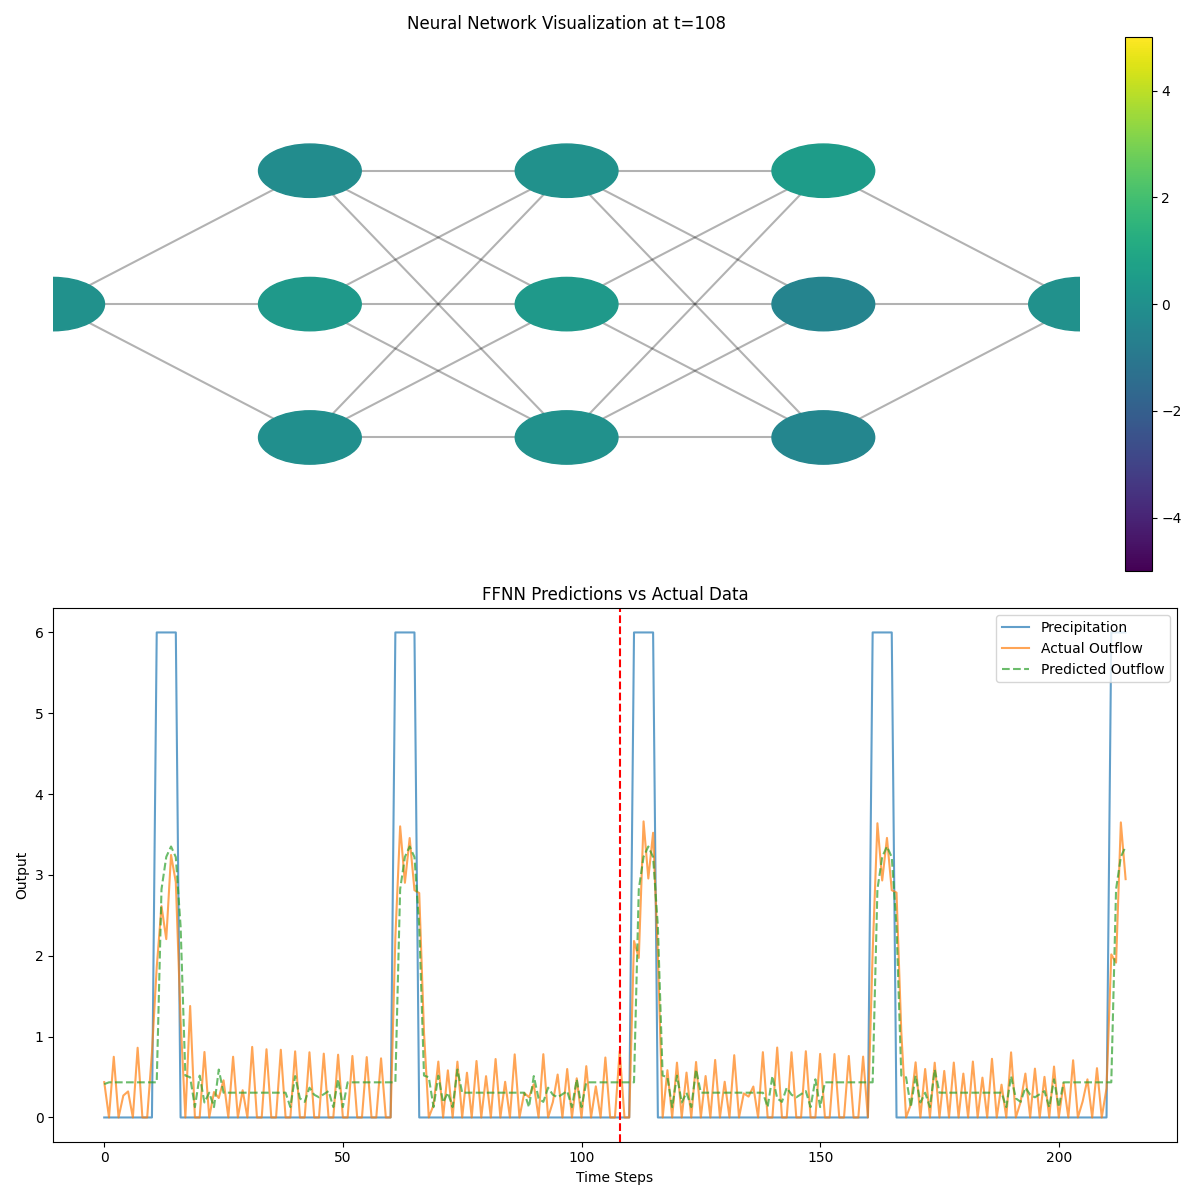 Neural Network Visualization at t=108
4
2
0
−2
−4
FFNN Predictions vs Actual Data
Precipitation
Actual Outflow
Predicted Outflow
6
5
4
3
2
1
0
Output
0 50 100 150 200
Time Steps